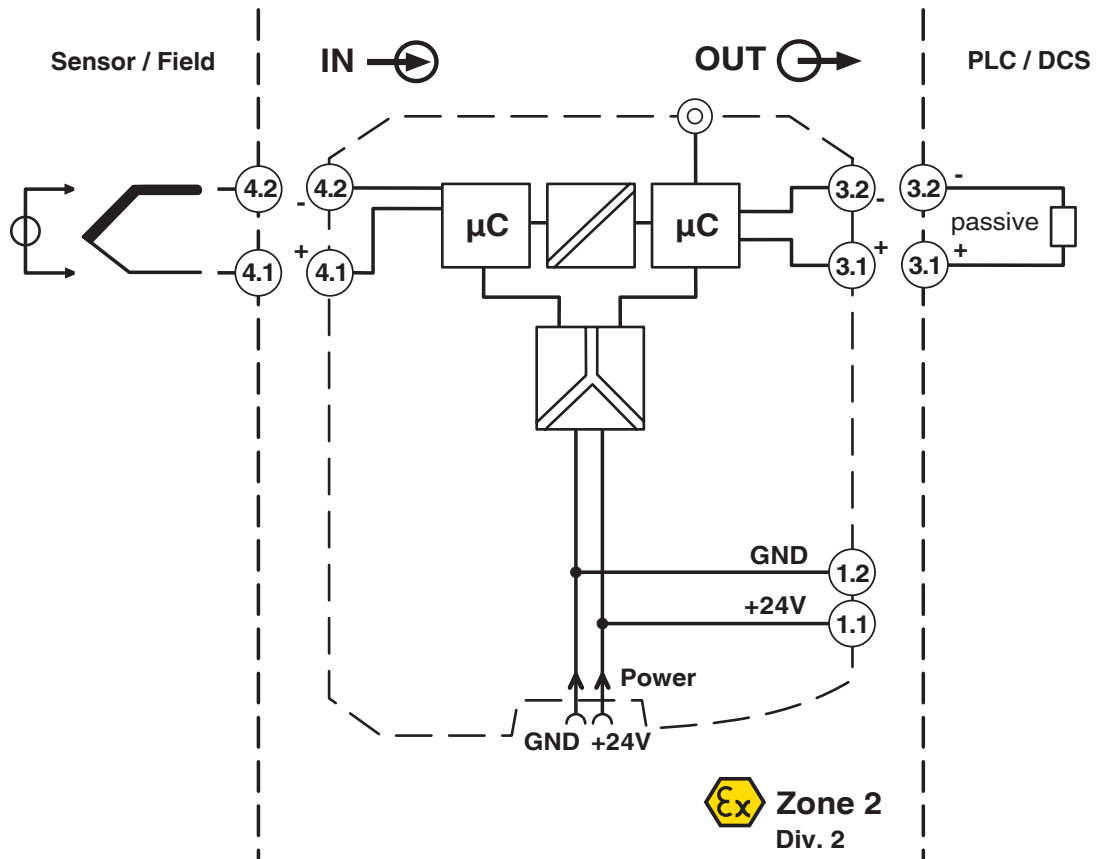 Sensor / Field
IN
OUT
PLC / DCS
4.2
4.2
-
µC
µC
3.2
-
3.2
-
passive
4.1
+
4.1
3.1
+
3.1
+
GND
1.2
+24V
1.1
Power
GND +24V
Ex Zone 2
Div. 2